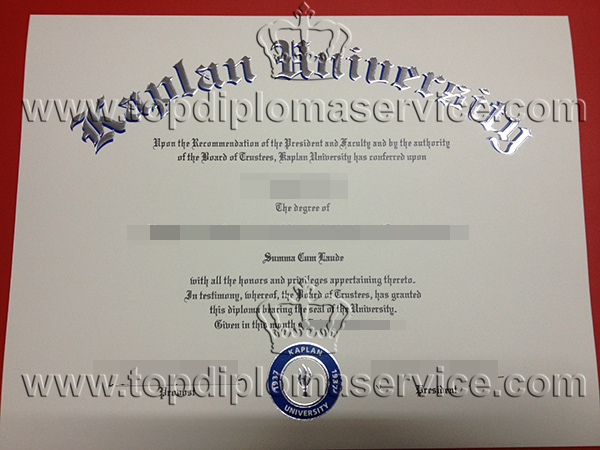 Kaplan University
www.topdiplomaservice.com
Upon the Recommendation of the President and Faculty and by the authority
of the Board of Trustees, Kaplan University has conferred upon
The degree of
Summa Cum Laude
with all the honors and privileges appertaining thereto.
In testimony, whereof, the Board of Trustees, has granted
this diploma bearing the seal of the University.
Given in this month
KAPLAN
1937 1937
UNIVERSITY
www.topdiplomaservice.com
Provost President